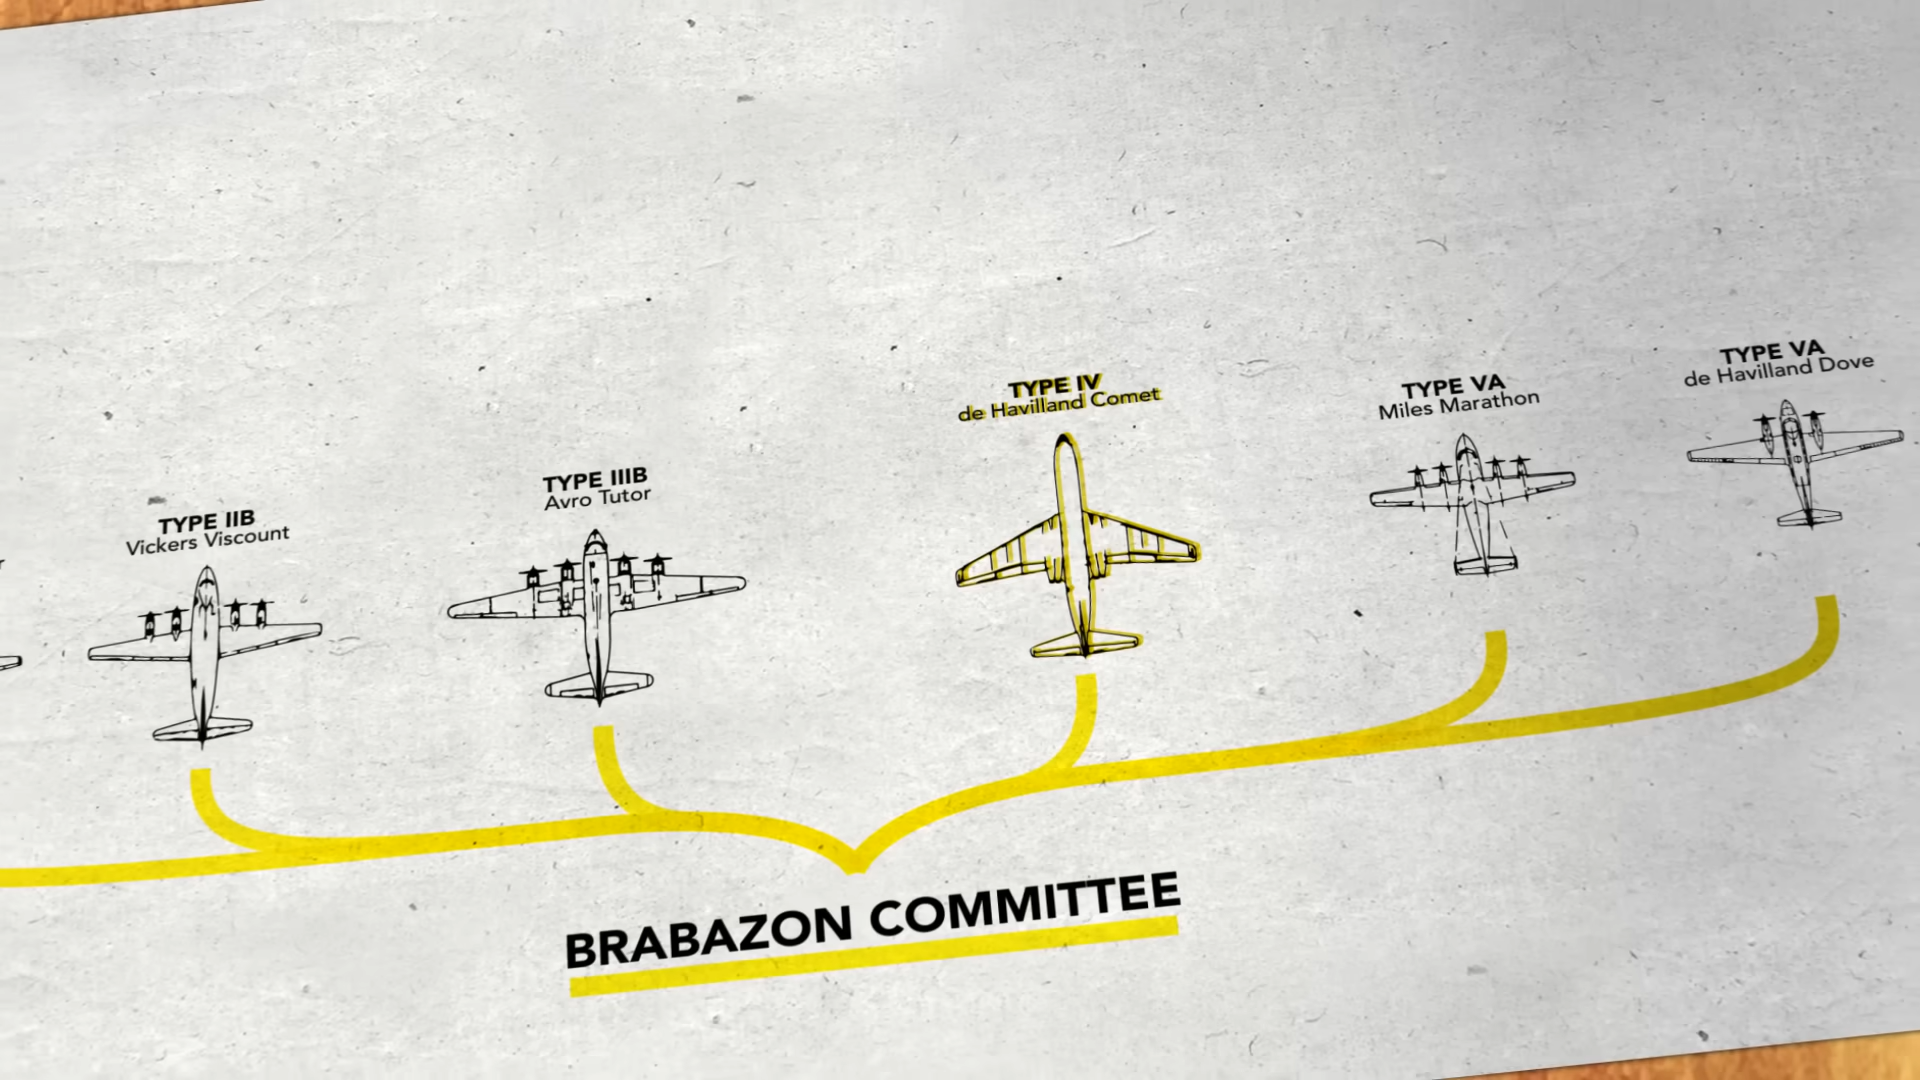 TYPE IIB
Vickers Viscount
TYPE IIIB
Avro Tutor
TYPE IV
de Havilland Comet
TYPE VA
Miles Marathon
TYPE VA
de Havilland Dove
BRABAZON COMMITTEE